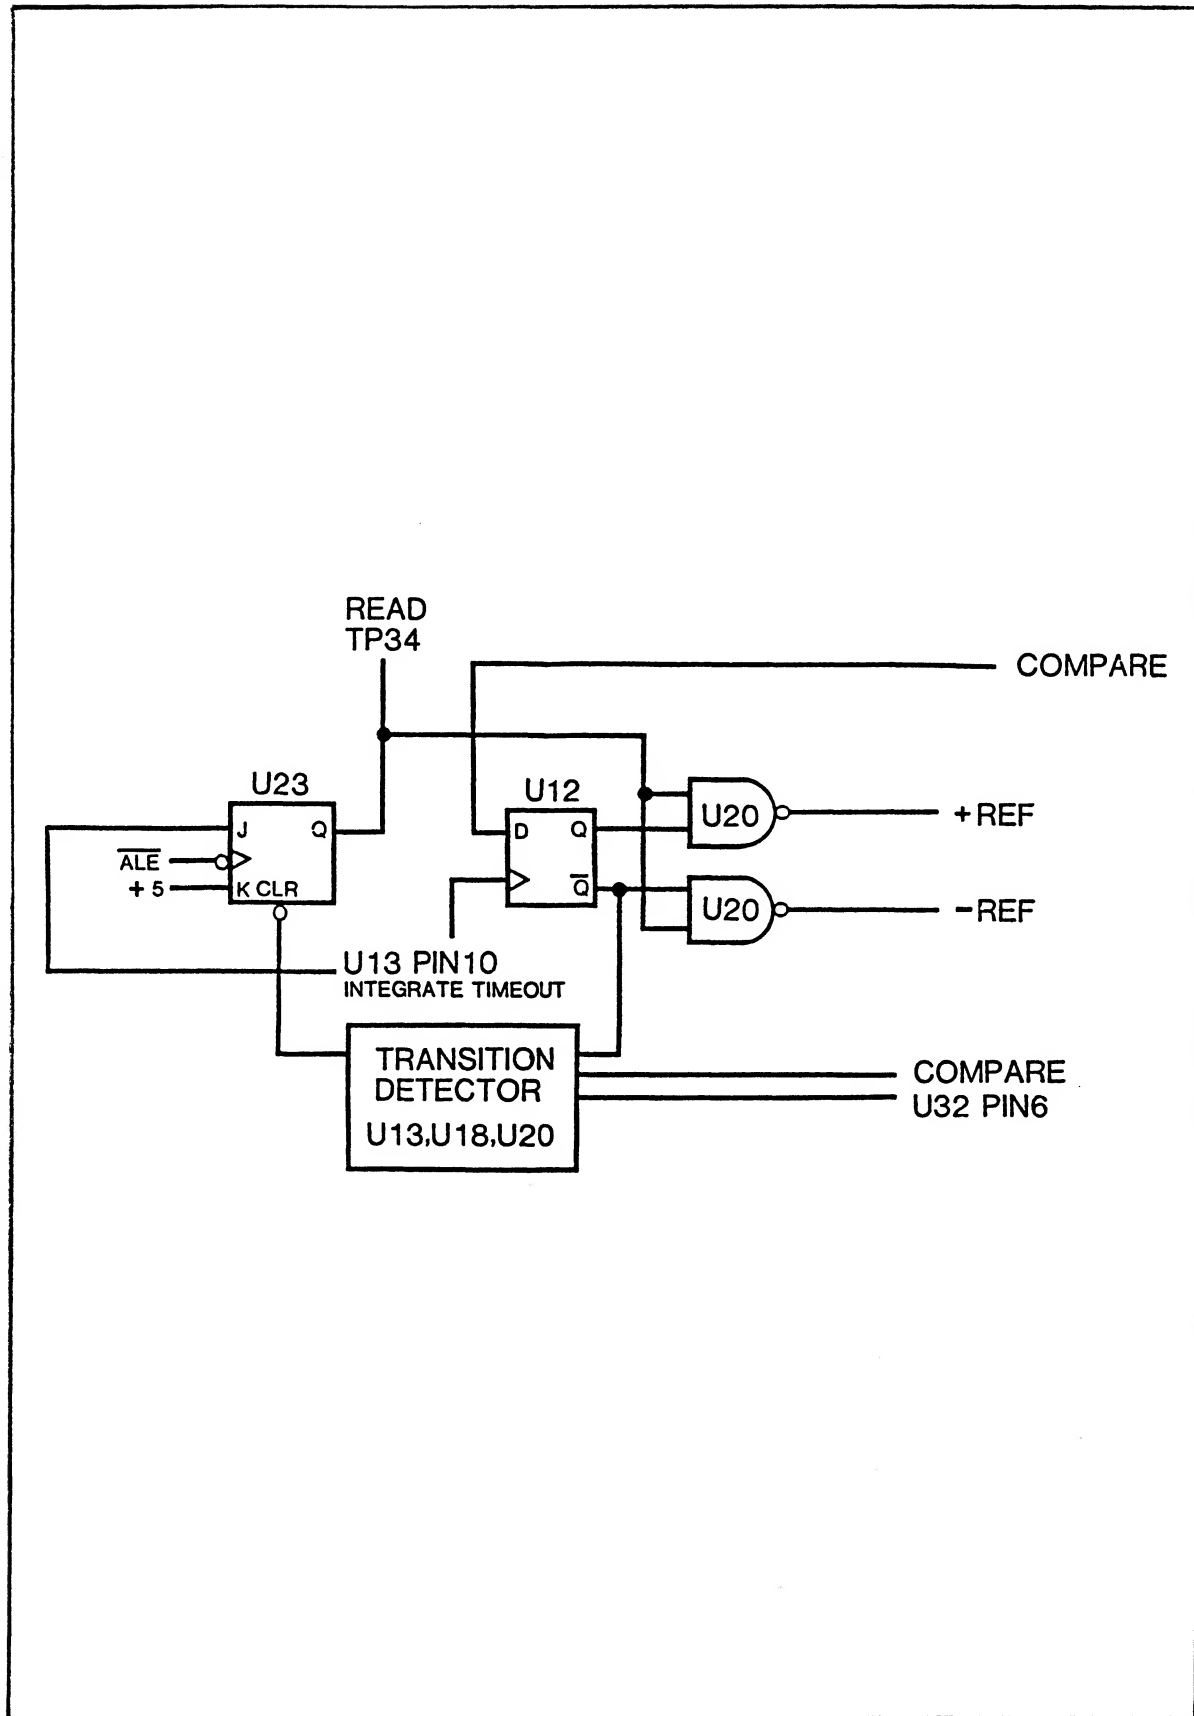 READ
TP34
COMPARE
U23
U12
J
Q
ALE
+5
K CLR
D
Q
Q
U20
+REF
U20
-REF
U13 PIN10
INTEGRATE TIMEOUT
TRANSITION
DETECTOR
U13,U18,U20
COMPARE
U32 PIN6